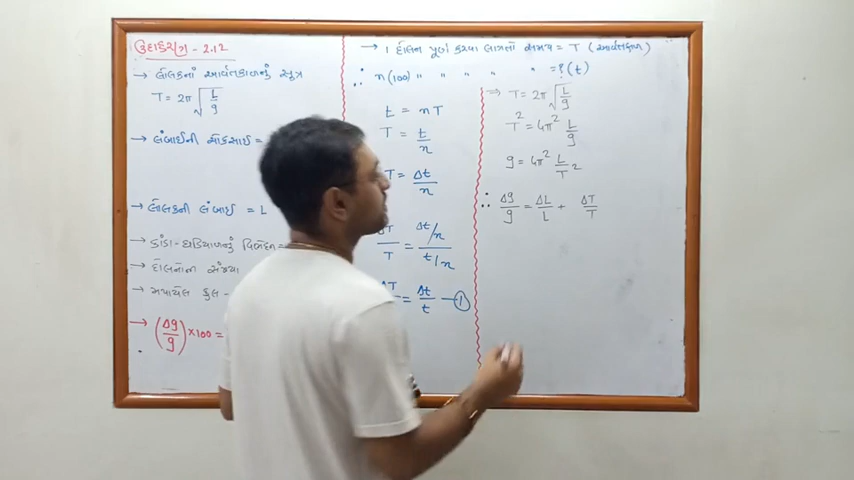 ઉદાહરણ - 2.12
→ લોલકનાં આવર્તકાળનું સૂત્ર
T = 2π √(L/g)
→ લંબાઈની ચોકસાઈ =
→ લોલકની લંબાઈ = L
→ કાંડા-ઘડિયાળનું વિભેદન =
→ દોલનોની સંખ્યા
→ મપાયેલ કુલ -
→ (Δg/g) × 100 =
→ 1 દોલન પૂર્ણ કરવા લાગતો સમય = T (આવર્તકાળ)
∴ n(100) " " " " " = ? (t)
t = nT
T = t/n
T = Δt/n
ΔT/T = (Δt/n)/(t/n)
ΔT/T = Δt/t — ①
⇒ T = 2π √(L/g)
T² = 4π² L/g
g = 4π² L/T²
∴ Δg/g = ΔL/L + ΔT/T